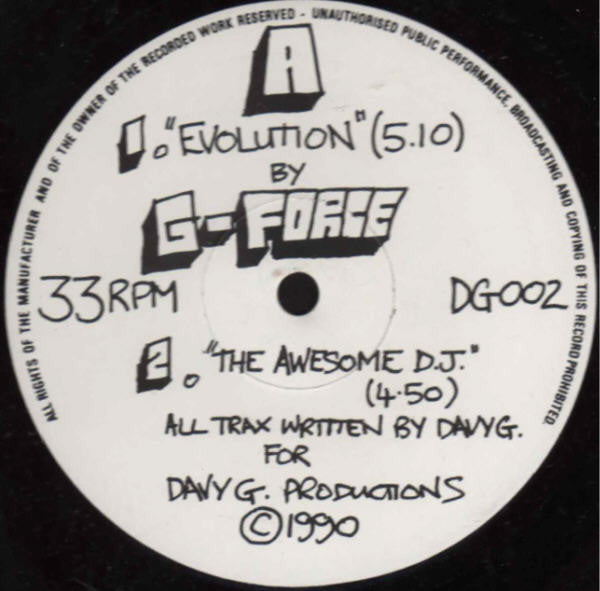 ALL RIGHTS OF THE MANUFACTURER AND OF THE OWNER OF THE RECORDED WORK RESERVED - UNAUTHORISED PUBLIC PERFORMANCE, BROADCASTING AND COPYING OF THIS RECORD PROHIBITED.
A
1. "EVOLUTION" (5.10)
BY
G-FORCE
33RPM DG002
2. "THE AWESOME D.J."
(4.50)
ALL TRAX WRITTEN BY DAVY G.
FOR
DAVY G. PRODUCTIONS
©1990